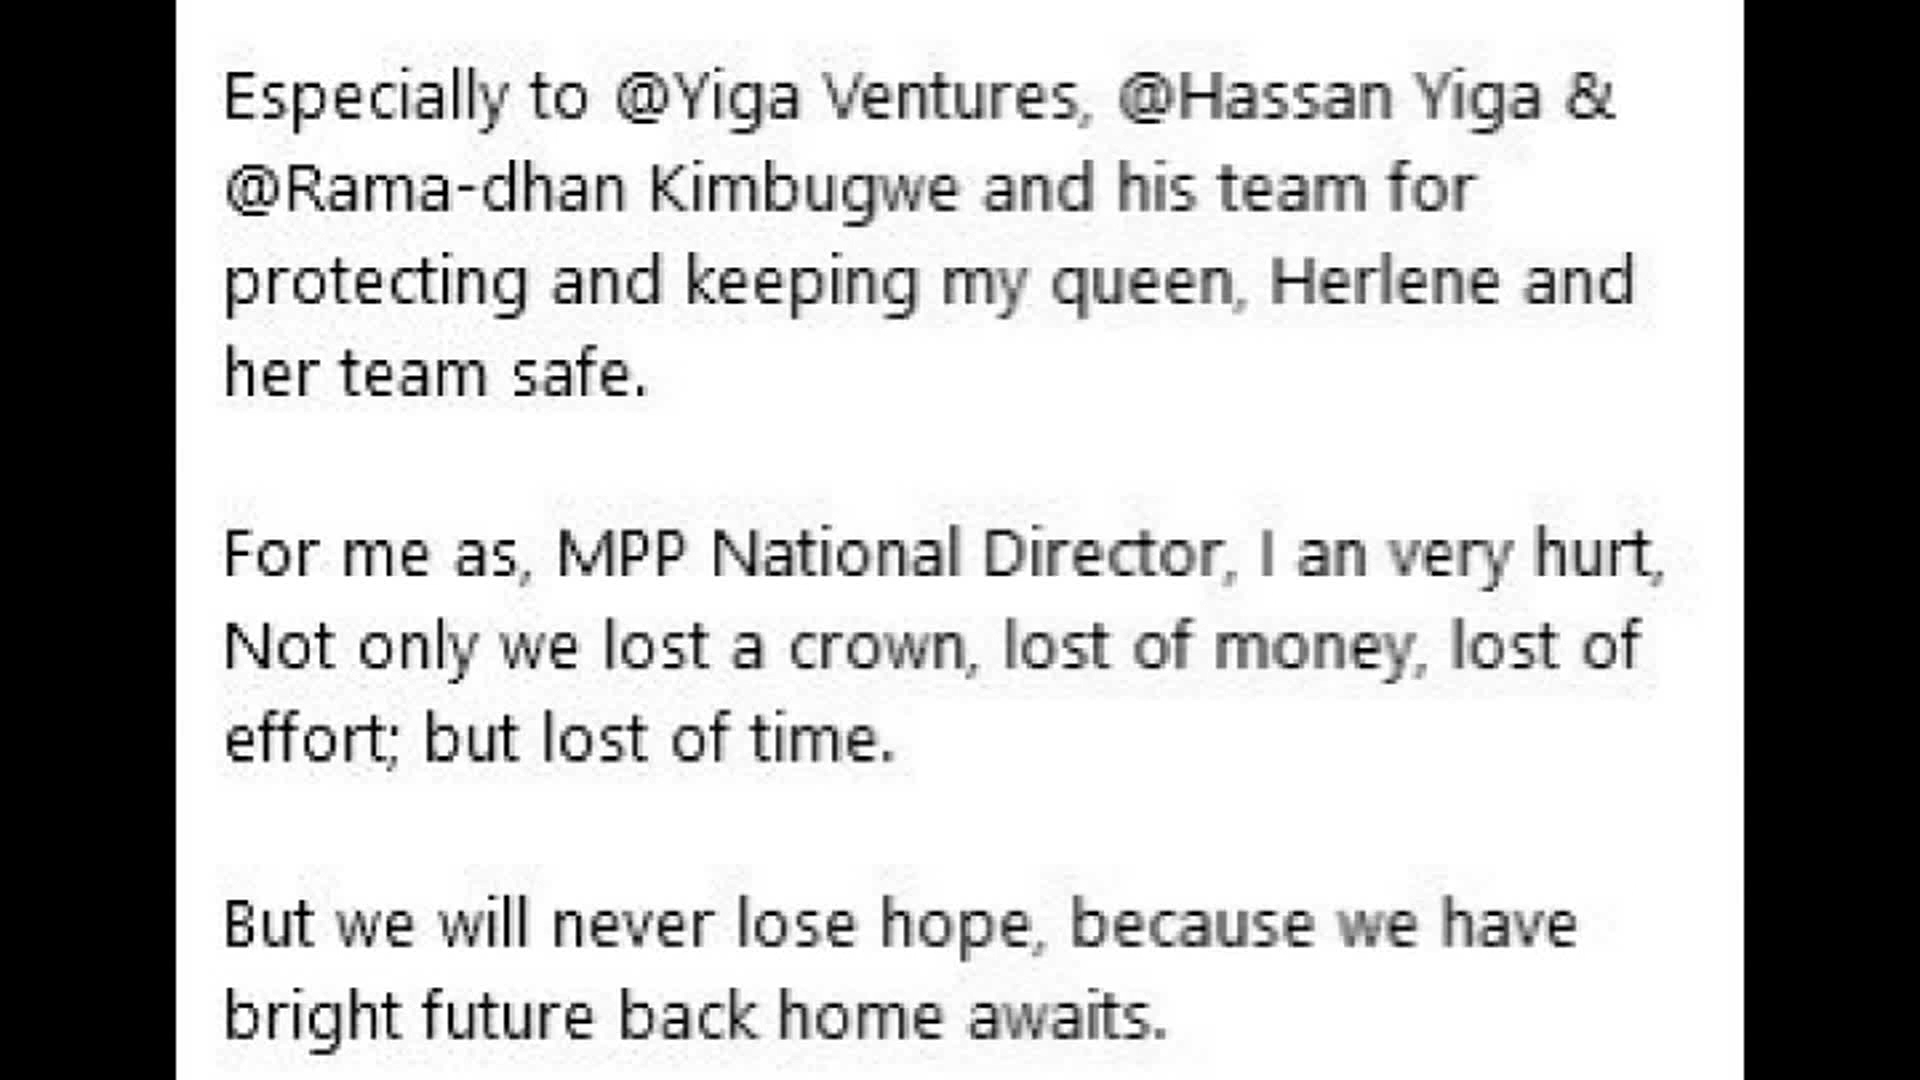 Especially to @Yiga Ventures, @Hassan Yiga &
@Rama-dhan Kimbugwe and his team for
protecting and keeping my queen, Herlene and
her team safe.
For me as, MPP National Director, I an very hurt,
Not only we lost a crown, lost of money, lost of
effort; but lost of time.
But we will never lose hope, because we have
bright future back home awaits.